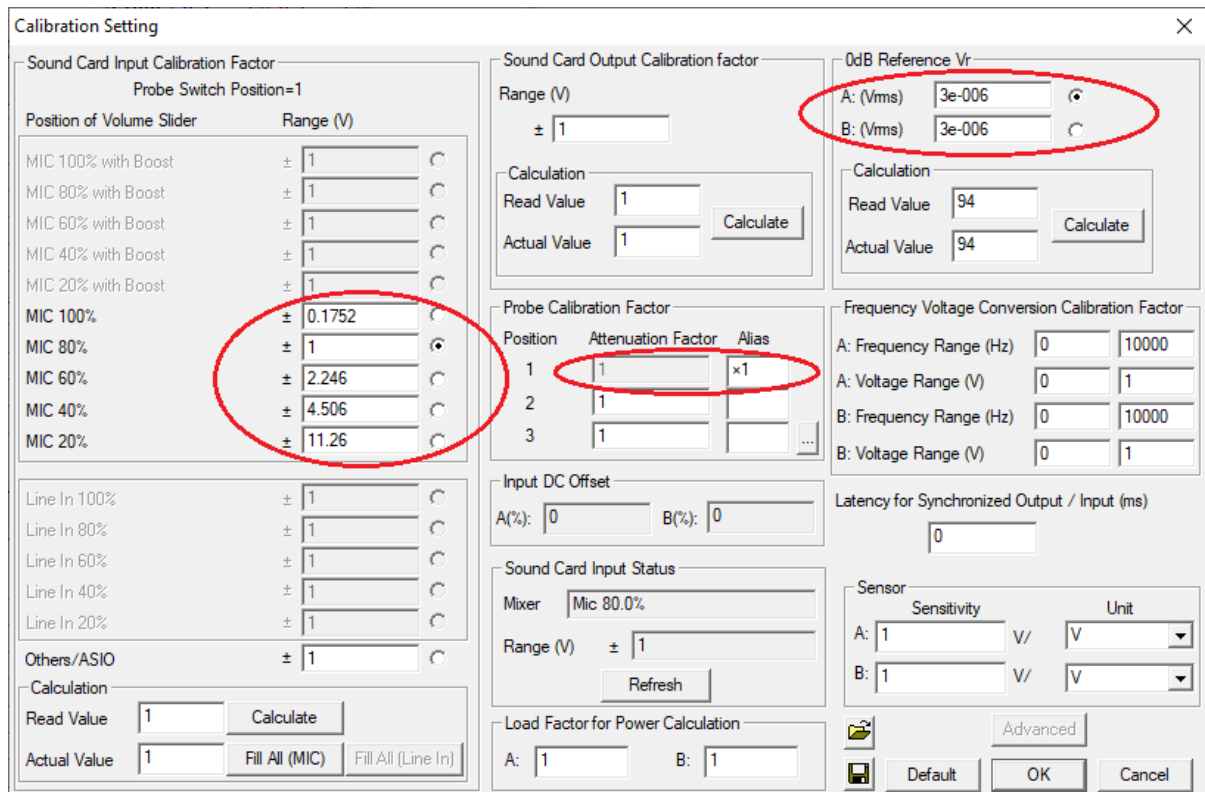 Calibration Setting
Sound Card Input Calibration Factor
Probe Switch Position=1
Position of Volume Slider Range (V)
MIC 100% with Boost ± 1
MIC 80% with Boost ± 1
MIC 60% with Boost ± 1
MIC 40% with Boost ± 1
MIC 20% with Boost ± 1
MIC 100% ± 0.1752
MIC 80% ± 1
MIC 60% ± 2.246
MIC 40% ± 4.506
MIC 20% ± 11.26
Line In 100% ± 1
Line In 80% ± 1
Line In 60% ± 1
Line In 40% ± 1
Line In 20% ± 1
Others/ASIO ± 1
Calculation
Read Value 1 Calculate
Actual Value 1 Fill All (MIC) Fill All (Line In)
Sound Card Output Calibration factor
Range (V)
± 1
Calculation
Read Value 1
Calculate
Actual Value 1
Probe Calibration Factor
Position Attenuation Factor Alias
1 1 ×1
2 1
3 1 ...
Input DC Offset
A(%): 0 B(%): 0
Sound Card Input Status
Mixer Mic 80.0%
Range (V) ± 1
Refresh
Load Factor for Power Calculation
A: 1 B: 1
0dB Reference Vr
A: (Vrms) 3e-006
B: (Vrms) 3e-006
Calculation
Read Value 94
Calculate
Actual Value 94
Frequency Voltage Conversion Calibration Factor
A: Frequency Range (Hz) 0 10000
A: Voltage Range (V) 0 1
B: Frequency Range (Hz) 0 10000
B: Voltage Range (V) 0 1
Latency for Synchronized Output / Input (ms)
0
Sensor
Sensitivity Unit
A: 1 V/ V
B: 1 V/ V
Advanced
Default OK Cancel